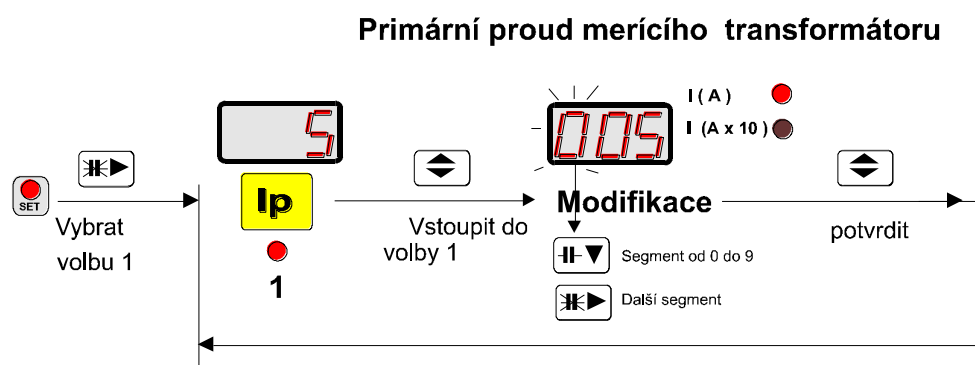 Primární proud merícího transformátoru
I ( A )
I (A x 10 )
5
005
SET
Vybrat
volbu 1
Ip
1
Vstoupit do
volby 1
Modifikace
Segment od 0 do 9
Další segment
potvrdit